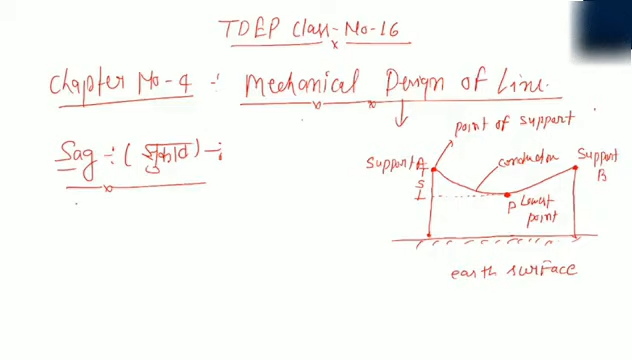 TDEP Class-No-16
Chapter No-4 ÷ Mechanical Design of Line.
Sag ÷ (झुकाव) -:
point of support
Support A
conductor
Support B
S
P
Lowest point
earth surface